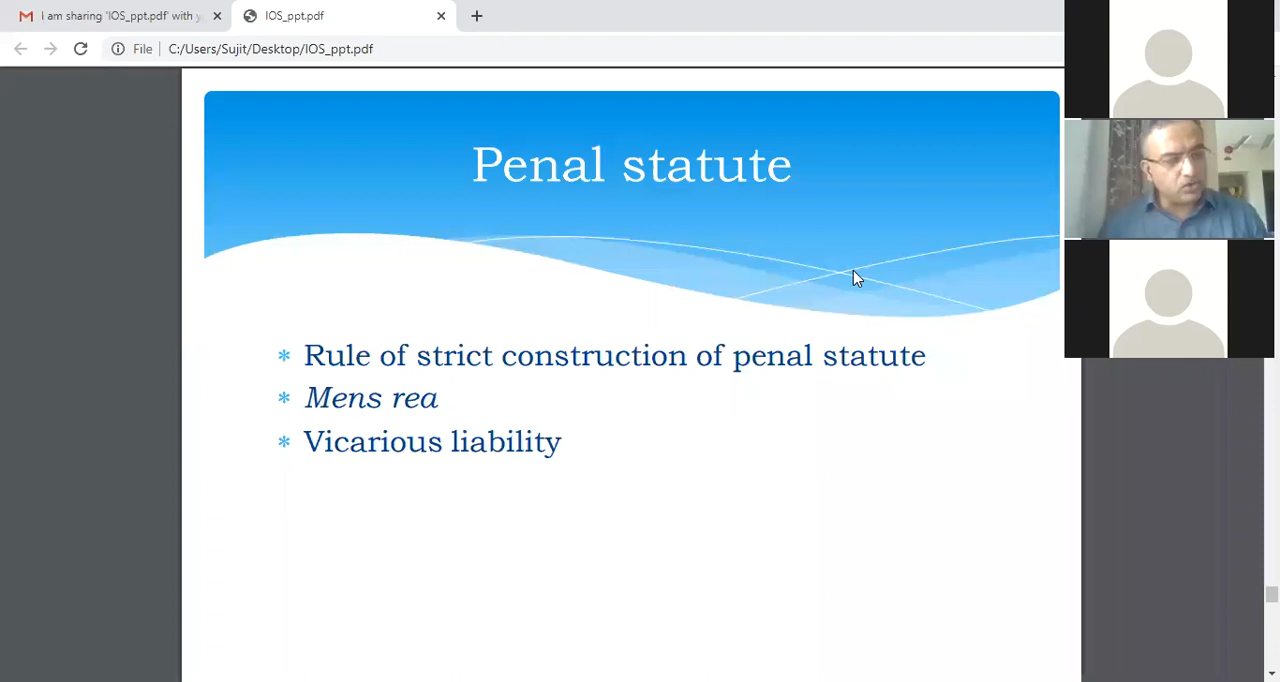 I am sharing 'IOS_ppt.pdf' with
IOS_ppt.pdf
File
C:/Users/Sujit/Desktop/IOS_ppt.pdf
Penal statute
* Rule of strict construction of penal statute
* Mens rea
* Vicarious liability